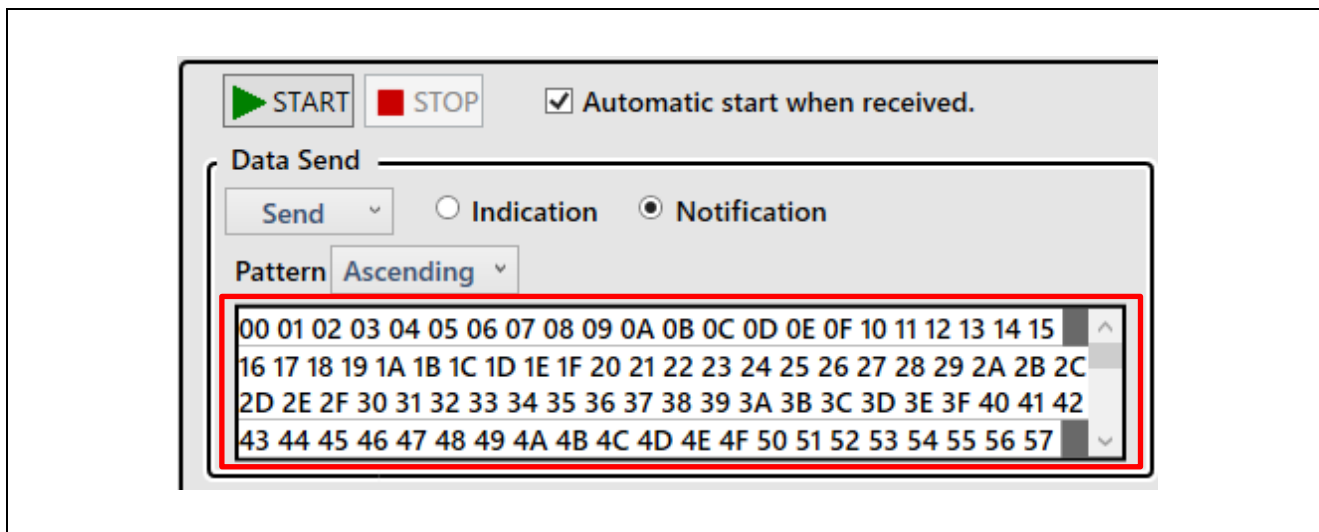 START STOP Automatic start when received.
Data Send
Send Indication Notification
Pattern Ascending
00 01 02 03 04 05 06 07 08 09 0A 0B 0C 0D 0E 0F 10 11 12 13 14 15
16 17 18 19 1A 1B 1C 1D 1E 1F 20 21 22 23 24 25 26 27 28 29 2A 2B 2C
2D 2E 2F 30 31 32 33 34 35 36 37 38 39 3A 3B 3C 3D 3E 3F 40 41 42
43 44 45 46 47 48 49 4A 4B 4C 4D 4E 4F 50 51 52 53 54 55 56 57